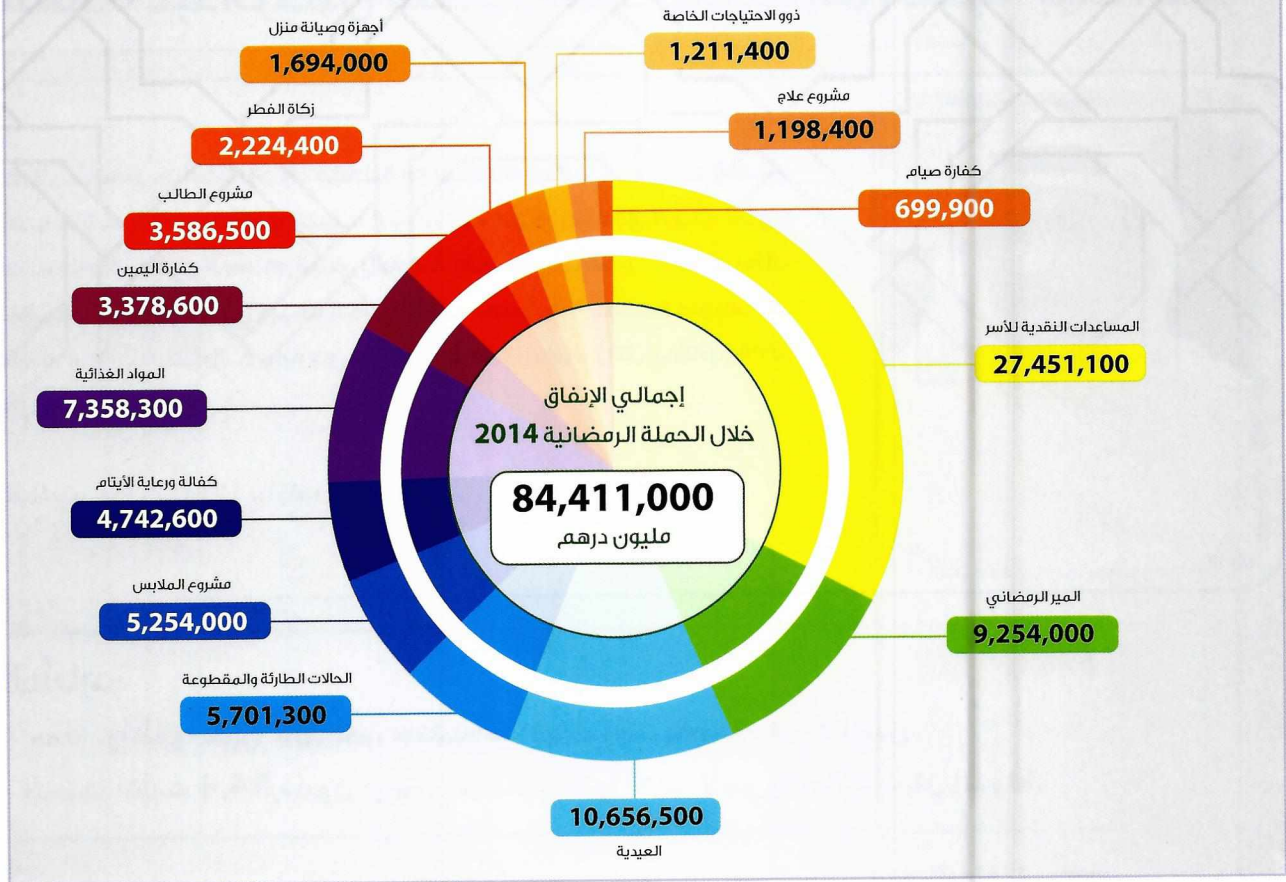 ذوو الاحتياجات الخاصة
1,211,400
أجهزة وصيانة منزل
1,694,000
مشروع علاج
1,198,400
زكاة الفطر
2,224,400
كفارة صيام
699,900
مشروع الطالب
3,586,500
كفارة اليمين
3,378,600
المساعدات النقدية للأسر
27,451,100
المواد الغذائية
7,358,300
إجمالي الإنفاق
خلال الحملة الرمضانية 2014
84,411,000
مليون درهم
كفالة ورعاية الأيتام
4,742,600
مشروع الملابس
5,254,000
المير الرمضاني
9,254,000
الحالات الطارئة والمقطوعة
5,701,300
10,656,500
العيدية